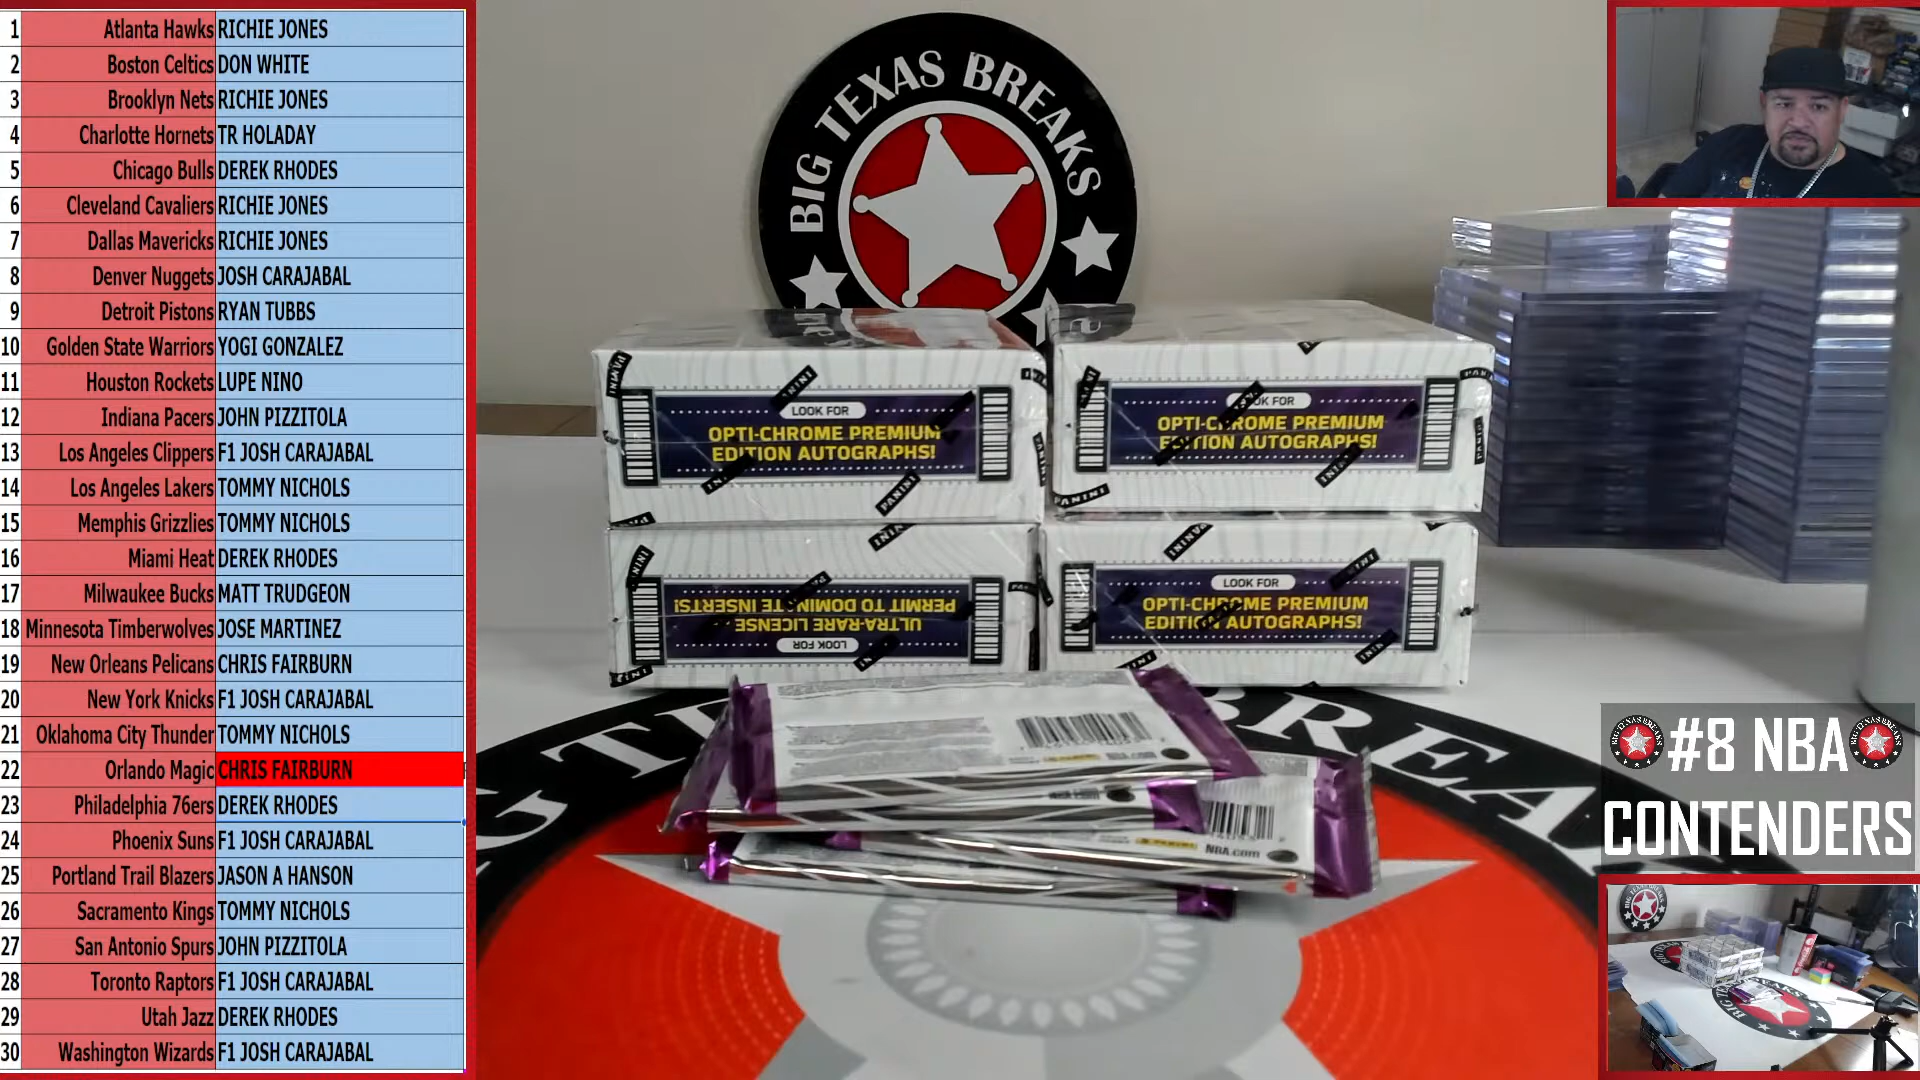 1 Atlanta Hawks RICHIE JONES
2 Boston Celtics DON WHITE
3 Brooklyn Nets RICHIE JONES
4 Charlotte Hornets TR HOLADAY
5 Chicago Bulls DEREK RHODES
6 Cleveland Cavaliers RICHIE JONES
7 Dallas Mavericks RICHIE JONES
8 Denver Nuggets JOSH CARAJABAL
9 Detroit Pistons RYAN TUBBS
10 Golden State Warriors YOGI GONZALEZ
11 Houston Rockets LUPE NINO
12 Indiana Pacers JOHN PIZZITOLA
13 Los Angeles Clippers F1 JOSH CARAJABAL
14 Los Angeles Lakers TOMMY NICHOLS
15 Memphis Grizzlies TOMMY NICHOLS
16 Miami Heat DEREK RHODES
17 Milwaukee Bucks MATT TRUDGEON
18 Minnesota Timberwolves JOSE MARTINEZ
19 New Orleans Pelicans CHRIS FAIRBURN
20 New York Knicks F1 JOSH CARAJABAL
21 Oklahoma City Thunder TOMMY NICHOLS
22 Orlando Magic CHRIS FAIRBURN
23 Philadelphia 76ers DEREK RHODES
24 Phoenix Suns F1 JOSH CARAJABAL
25 Portland Trail Blazers JASON A HANSON
26 Sacramento Kings TOMMY NICHOLS
27 San Antonio Spurs JOHN PIZZITOLA
28 Toronto Raptors F1 JOSH CARAJABAL
29 Utah Jazz DEREK RHODES
30 Washington Wizards F1 JOSH CARAJABAL
BIG TEXAS BREAKS
LOOK FOR
OPTI-CHROME PREMIUM
EDITION AUTOGRAPHS!
LOOK FOR
OPTI-CHROME PREMIUM
EDITION AUTOGRAPHS!
LOOK FOR
ULTRA-RARE LICENSE
PERMIT TO DOMINATE INSERTS!
LOOK FOR
OPTI-CHROME PREMIUM
EDITION AUTOGRAPHS!
PANINI
PANINI
NBA.com
#8 NBA
CONTENDERS